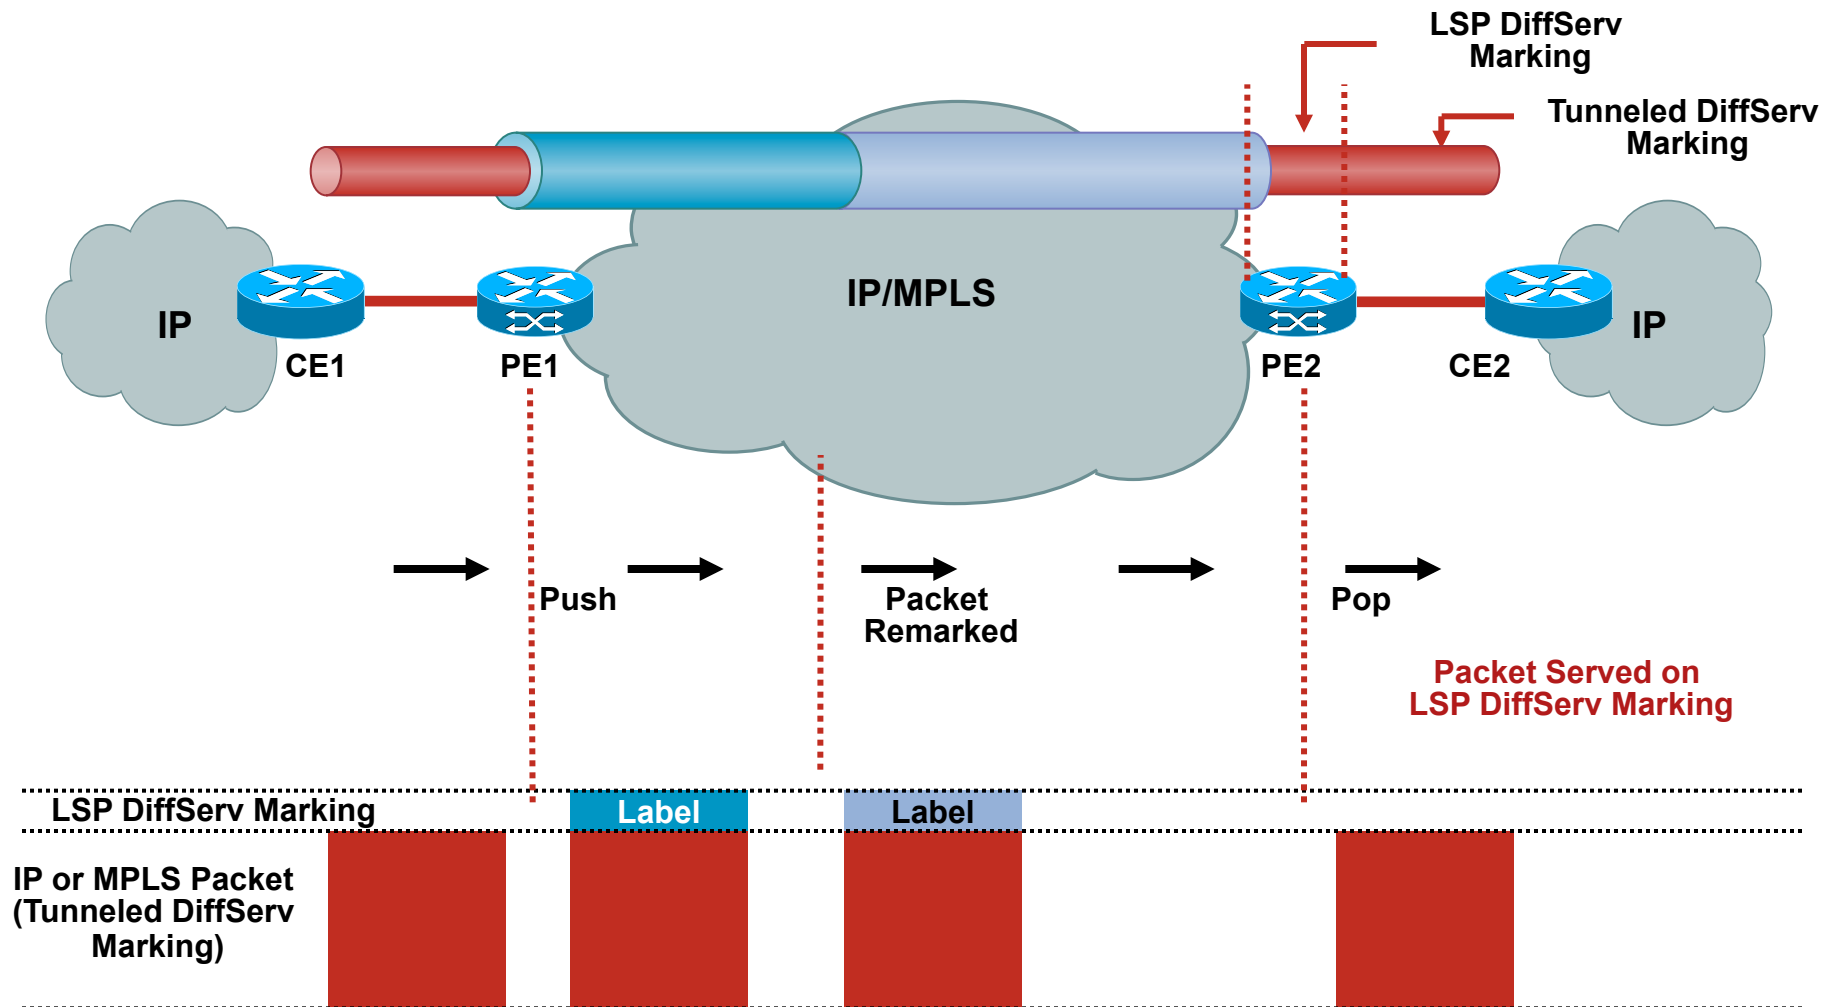 LSP DiffServ
Marking
Tunneled DiffServ
Marking
IP/MPLS
IP
IP
CE1
PE1
PE2
CE2
Push
Packet
Remarked
Pop
Packet Served on
LSP DiffServ Marking
LSP DiffServ Marking
Label
Label
IP or MPLS Packet
(Tunneled DiffServ
Marking)